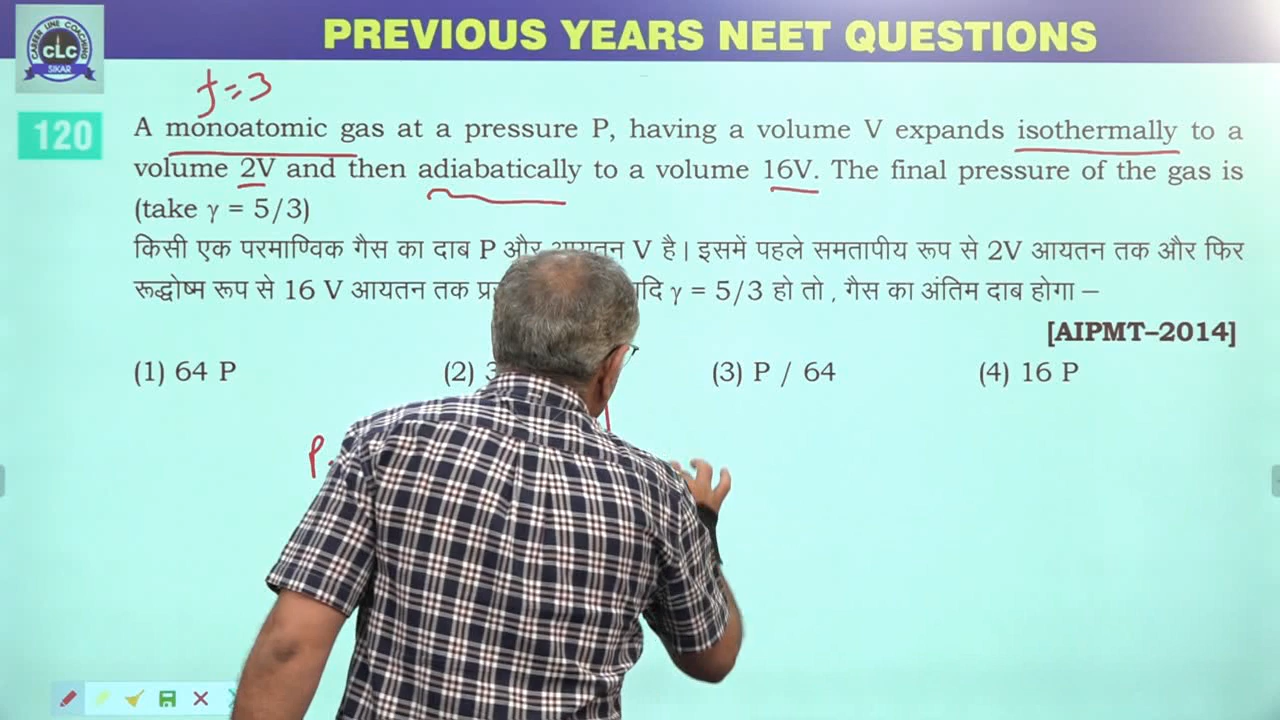 PREVIOUS YEARS NEET QUESTIONS
CAREER LINE COACHING
CLC
SIKAR
f=3
120
A monoatomic gas at a pressure P, having a volume V expands isothermally to a
volume 2V and then adiabatically to a volume 16V. The final pressure of the gas is
(take γ = 5/3)
किसी एक परमाण्विक गैस का दाब P और आयतन V है। इसमें पहले समतापीय रूप से 2V आयतन तक और फिर
रूद्धोष्म रूप से 16 V आयतन तक γ = 5/3 हो तो , गैस का अंतिम दाब होगा –
[AIPMT–2014]
(1) 64 P (2) 3 (3) P / 64 (4) 16 P
P